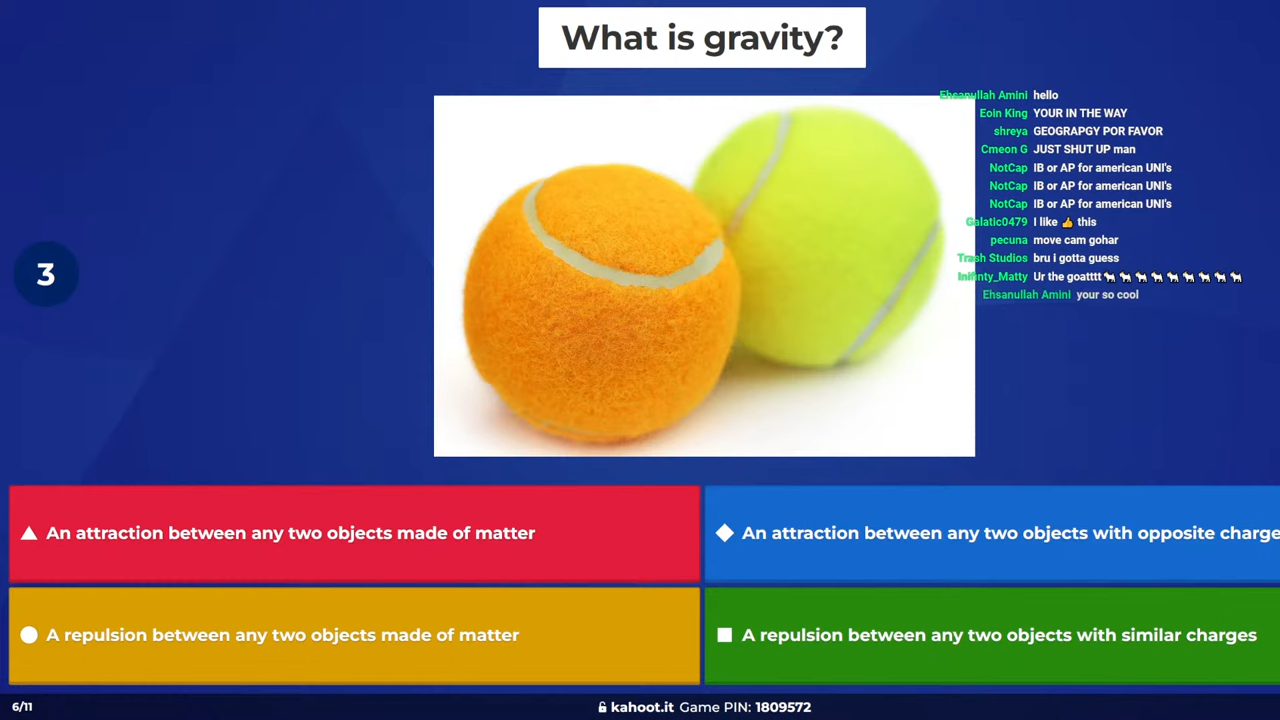 What is gravity?
Ehsanullah Amini hello
Eoin King YOUR IN THE WAY
shreya GEOGRAPGY POR FAVOR
Cmeon G JUST SHUT UP man
NotCap IB or AP for american UNI's
NotCap IB or AP for american UNI's
NotCap IB or AP for american UNI's
Galatic0479 I like 👍 this
pecuna move cam gohar
Trash Studios bru i gotta guess
Inifinty_Matty Ur the goatttt 🐐 🐐 🐐 🐐 🐐 🐐 🐐 🐐 🐐
Ehsanullah Amini your so cool
3
An attraction between any two objects made of matter
An attraction between any two objects with opposite charge
A repulsion between any two objects made of matter
A repulsion between any two objects with similar charges
6/11
kahoot.it Game PIN: 1809572